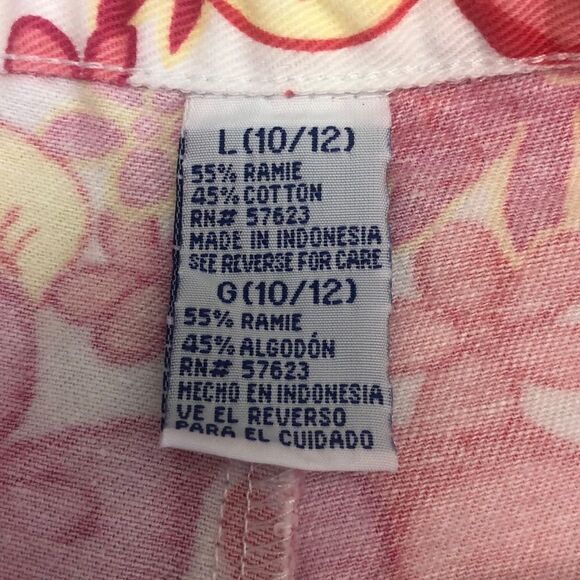 L (10/12)
55% RAMIE
45% COTTON
RN# 57623
MADE IN INDONESIA
SEE REVERSE FOR CARE
G (10/12)
55% RAMIE
45% ALGODÓN
RN# 57623
HECHO EN INDONESIA
VE EL REVERSO
PARA EL CUIDADO